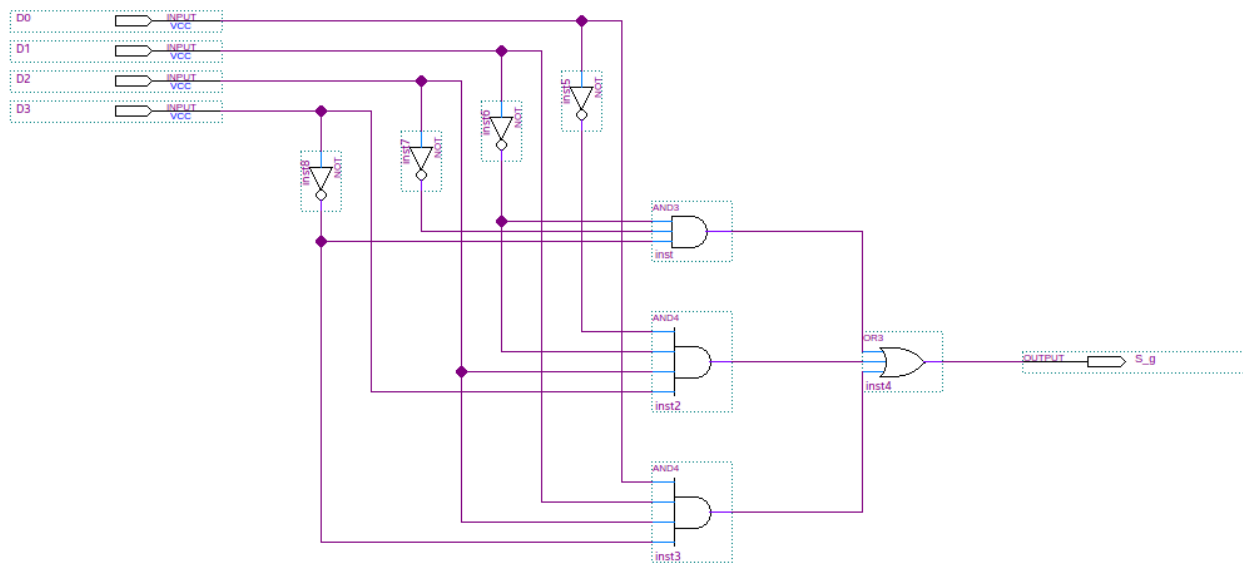 D0 INPUT
VCC
D1 INPUT
VCC
D2 INPUT
VCC
D3 INPUT
VCC
inst5 NOT
inst6 NOT
inst7 NOT
inst8 NOT
AND3
inst
AND4
inst2
OR3
inst4
OUTPUT S_g
AND4
inst3